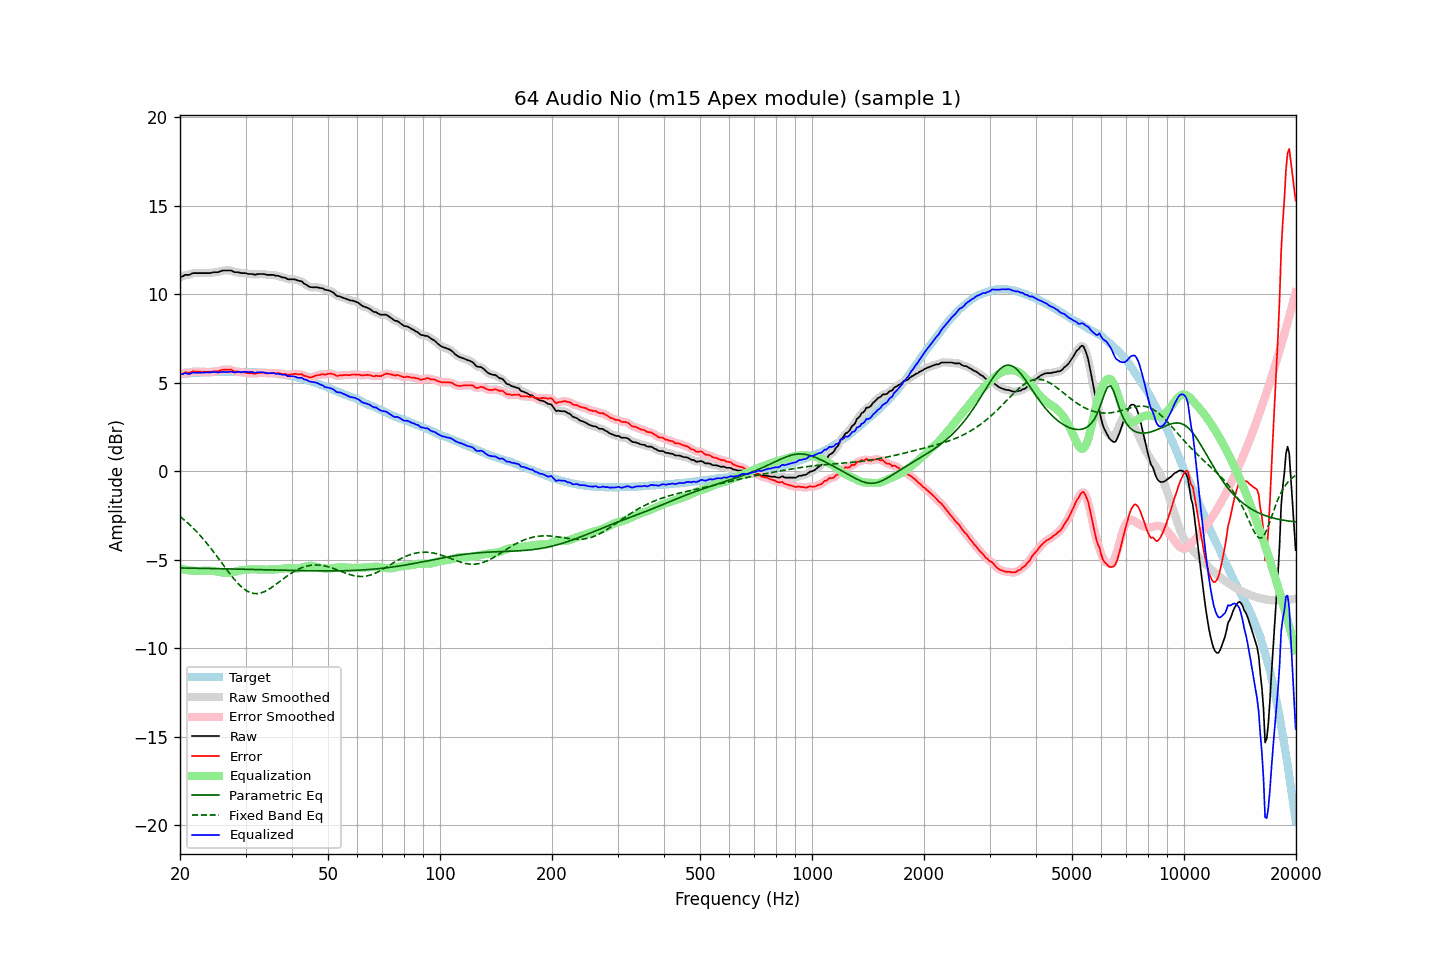 64 Audio Nio (m15 Apex module) (sample 1)
20
15
10
5
0
−5
−10
−15
−20
Amplitude (dBr)
Target
Raw Smoothed
Error Smoothed
Raw
Error
Equalization
Parametric Eq
Fixed Band Eq
Equalized
20 50 100 200 500 1000 2000 5000 10000 20000
Frequency (Hz)